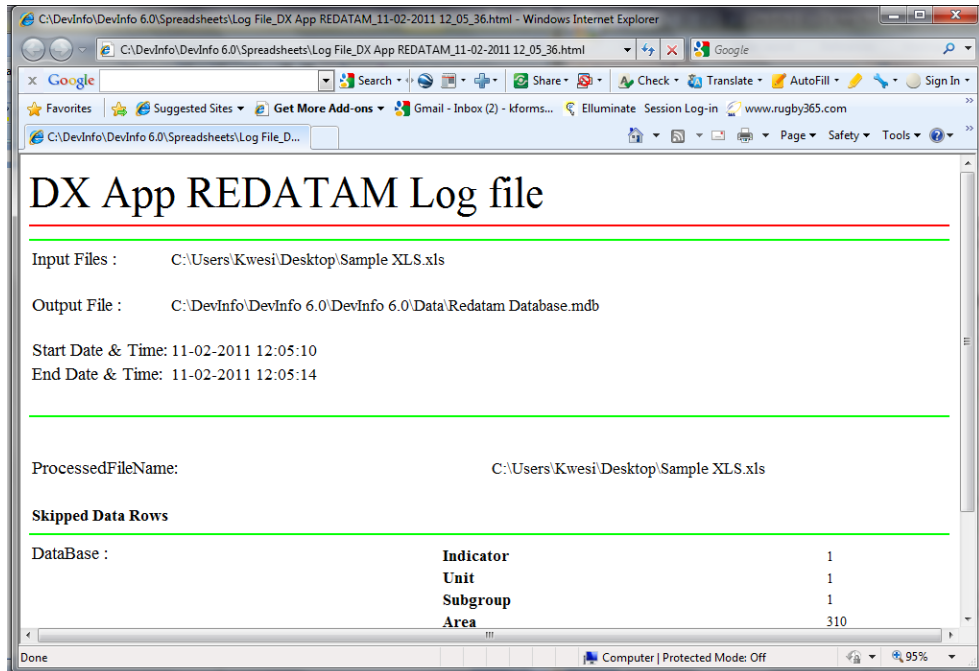 C:\DevInfo\DevInfo 6.0\Spreadsheets\Log File_DX App REDATAM_11-02-2011 12_05_36.html - Windows Internet Explorer
C:\DevInfo\DevInfo 6.0\Spreadsheets\Log File_DX App REDATAM_11-02-2011 12_05_36.html Google
x Google Search Share Check Translate AutoFill Sign In
Favorites Suggested Sites Get More Add-ons Gmail - Inbox (2) - kforms... Elluminate Session Log-in www.rugby365.com
C:\DevInfo\DevInfo 6.0\Spreadsheets\Log File_D... Page Safety Tools
DX App REDATAM Log file
Input Files : C:\Users\Kwesi\Desktop\Sample XLS.xls
Output File : C:\DevInfo\DevInfo 6.0\DevInfo 6.0\Data\Redatam Database.mdb
Start Date & Time: 11-02-2011 12:05:10
End Date & Time: 11-02-2011 12:05:14
ProcessedFileName: C:\Users\Kwesi\Desktop\Sample XLS.xls
Skipped Data Rows
DataBase : Indicator 1
Unit 1
Subgroup 1
Area 310
Done Computer | Protected Mode: Off 95%